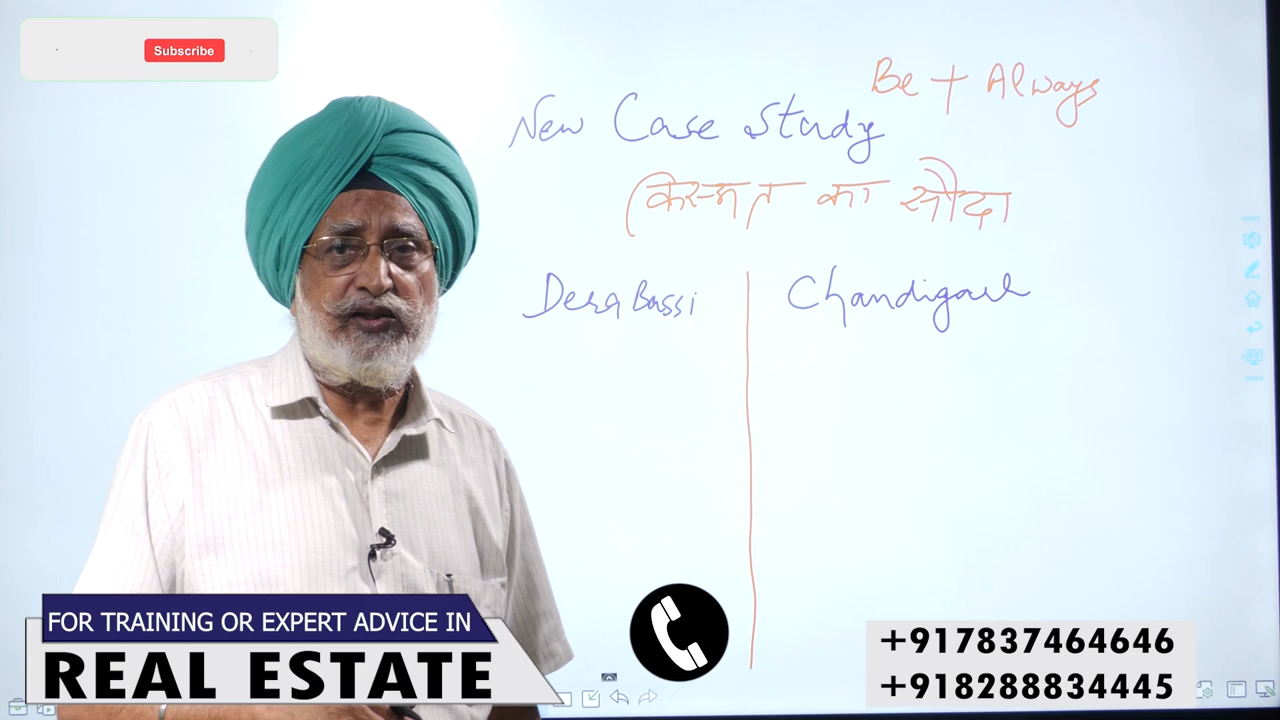 Subscribe
Be + Always
New Case Study
किस्मत का सौदा
Dera Bassi
Chandigarh
FOR TRAINING OR EXPERT ADVICE IN
REAL ESTATE
+917837464646
+918288834445